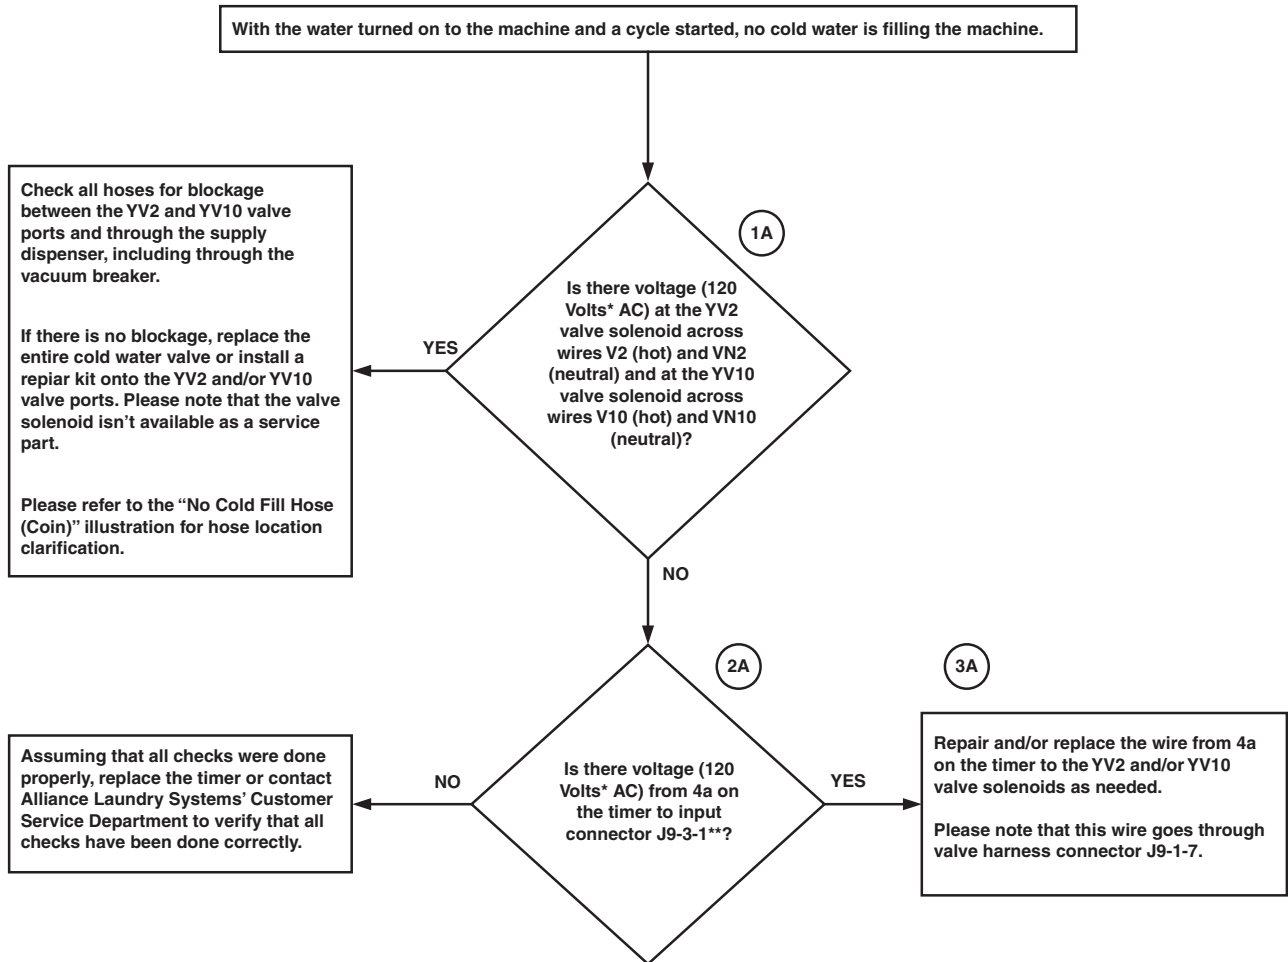 With the water turned on to the machine and a cycle started, no cold water is filling the machine.
Check all hoses for blockage
between the YV2 and YV10 valve
ports and through the supply
dispenser, including through the
vacuum breaker.
If there is no blockage, replace the
entire cold water valve or install a
repiar kit onto the YV2 and/or YV10
valve ports. Please note that the valve
solenoid isn’t available as a service
part.
Please refer to the “No Cold Fill Hose
(Coin)” illustration for hose location
clarification.
YES
1A
Is there voltage (120
Volts* AC) at the YV2
valve solenoid across
wires V2 (hot) and VN2
(neutral) and at the YV10
valve solenoid across
wires V10 (hot) and VN10
(neutral)?
NO
2A
3A
Assuming that all checks were done
properly, replace the timer or contact
Alliance Laundry Systems’ Customer
Service Department to verify that all
checks have been done correctly.
NO
Is there voltage (120
Volts* AC) from 4a on
the timer to input
connector J9-3-1**?
YES
Repair and/or replace the wire from 4a
on the timer to the YV2 and/or YV10
valve solenoids as needed.
Please note that this wire goes through
valve harness connector J9-1-7.